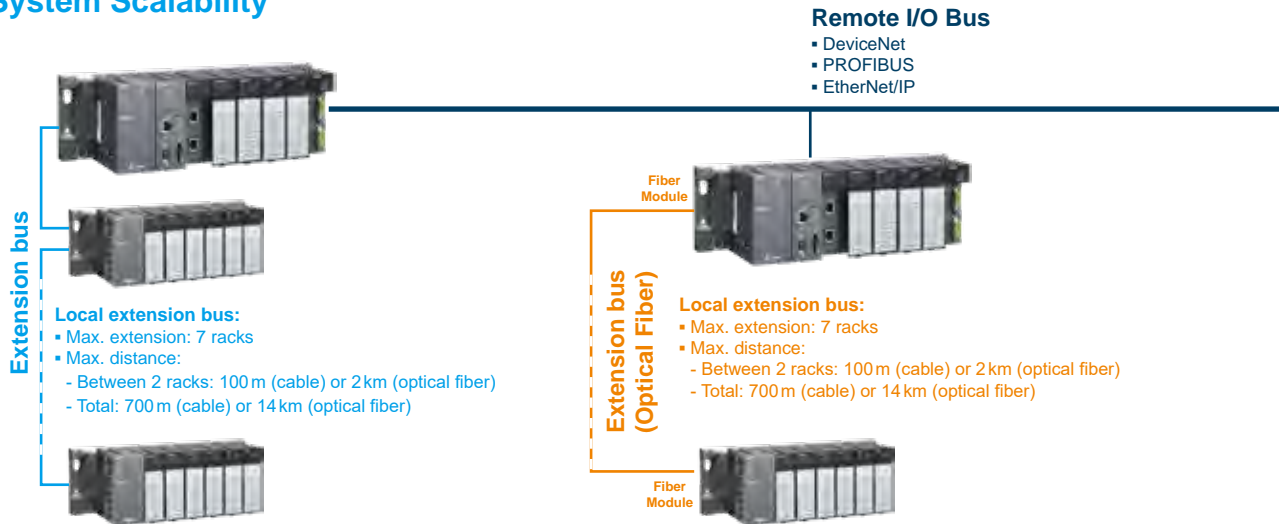 System Scalability
Remote I/O Bus
▪ DeviceNet
▪ PROFIBUS
▪ EtherNet/IP
Extension bus
Local extension bus:
▪ Max. extension: 7 racks
▪ Max. distance:
- Between 2 racks: 100 m (cable) or 2 km (optical fiber)
- Total: 700 m (cable) or 14 km (optical fiber)
Fiber
Module
Extension bus
(Optical Fiber)
Local extension bus:
▪ Max. extension: 7 racks
▪ Max. distance:
- Between 2 racks: 100 m (cable) or 2 km (optical fiber)
- Total: 700 m (cable) or 14 km (optical fiber)
Fiber
Module